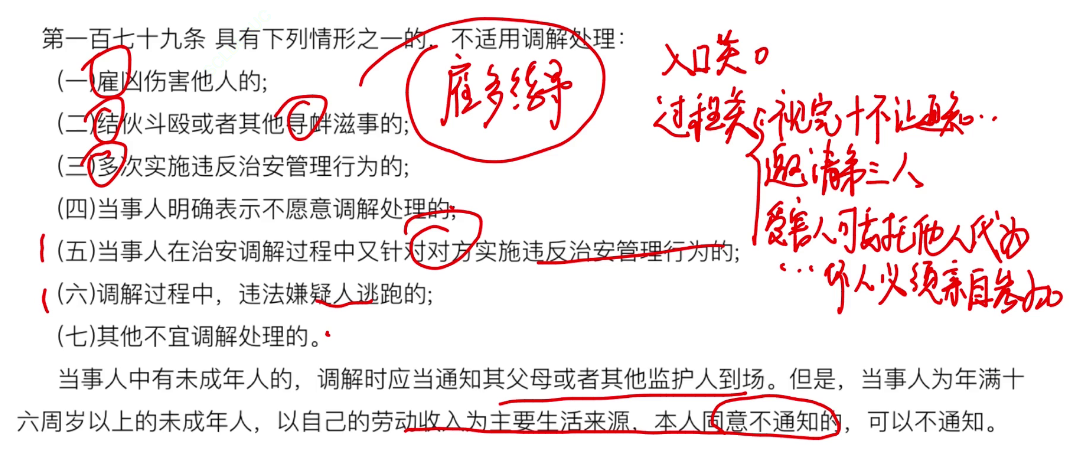 第一百七十九条 具有下列情形之一的，不适用调解处理：
(一)雇凶伤害他人的;
(二)结伙斗殴或者其他寻衅滋事的;
(三)多次实施违反治安管理行为的;
(四)当事人明确表示不愿意调解处理的;
(五)当事人在治安调解过程中又针对对方实施违反治安管理行为的;
(六)调解过程中，违法嫌疑人逃跑的;
(七)其他不宜调解处理的。
当事人中有未成年人的，调解时应当通知其父母或者其他监护人到场。但是，当事人为年满十
六周岁以上的未成年人，以自己的劳动收入为主要生活来源，本人同意不通知的，可以不通知。
雇多结寻
入口关。
过程关
邀请第三人
受害人可委托他人代为
人必须亲自参加